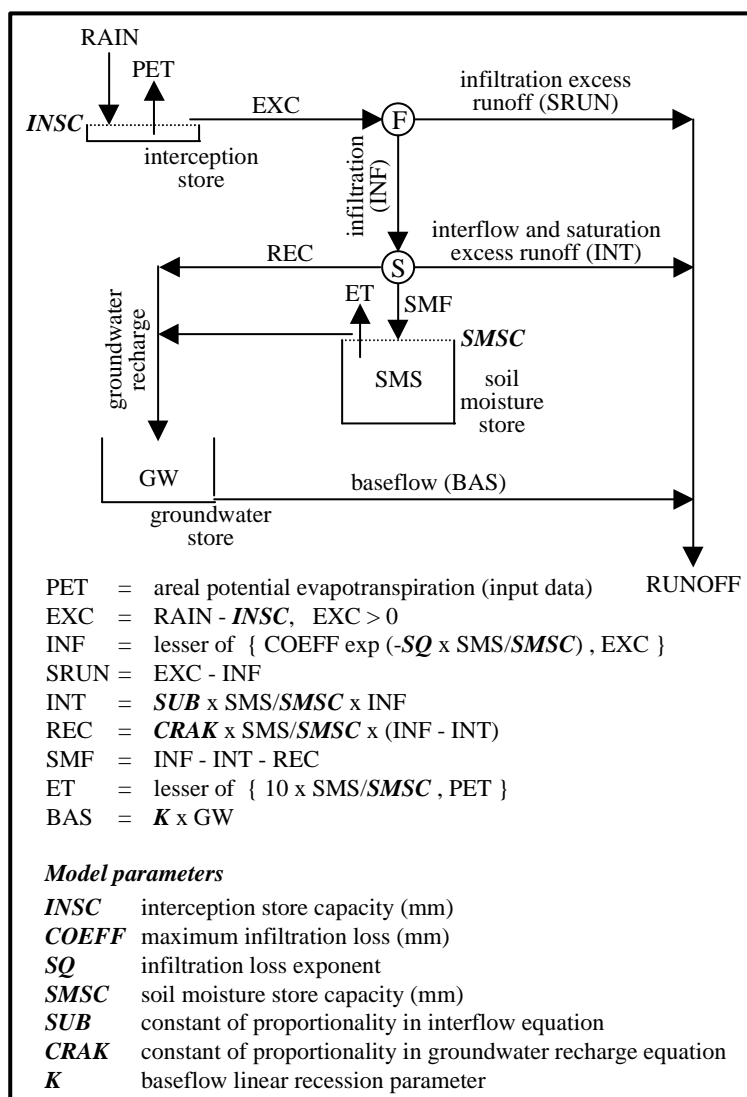 RAIN
PET
INSC
interception
store
EXC
F
infiltration excess
runoff (SRUN)
infiltration
(INF)
REC
S
interflow and saturation
excess runoff (INT)
ET
SMF
SMSC
SMS
soil
moisture
store
groundwater
recharge
GW
groundwater
store
baseflow (BAS)
RUNOFF
PET = areal potential evapotranspiration (input data)
EXC = RAIN - INSC, EXC > 0
INF = lesser of { COEFF exp (-SQ x SMS/SMSC) , EXC }
SRUN = EXC - INF
INT = SUB x SMS/SMSC x INF
REC = CRAK x SMS/SMSC x (INF - INT)
SMF = INF - INT - REC
ET = lesser of { 10 x SMS/SMSC , PET }
BAS = K x GW
Model parameters
INSC interception store capacity (mm)
COEFF maximum infiltration loss (mm)
SQ infiltration loss exponent
SMSC soil moisture store capacity (mm)
SUB constant of proportionality in interflow equation
CRAK constant of proportionality in groundwater recharge equation
K baseflow linear recession parameter